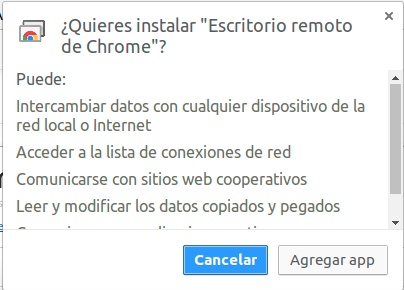 ¿Quieres instalar "Escritorio remoto
de Chrome"?
Puede:
Intercambiar datos con cualquier dispositivo de la
red local o Internet
Acceder a la lista de conexiones de red
Comunicarse con sitios web cooperativos
Leer y modificar los datos copiados y pegados
Cancelar
Agregar app